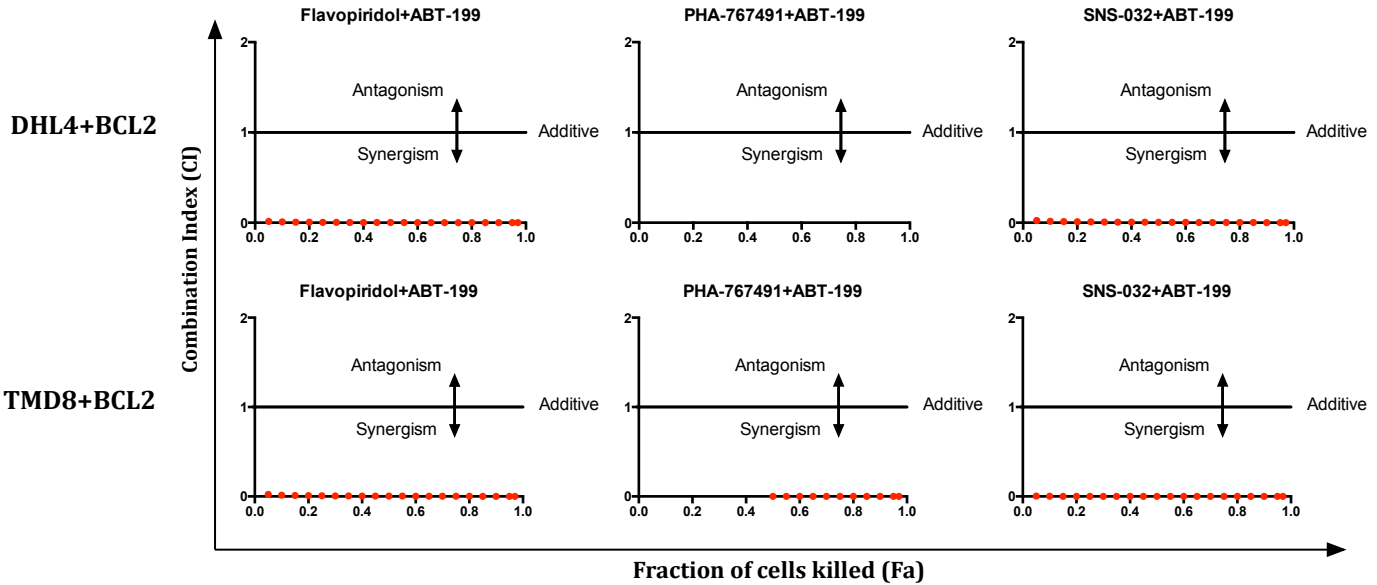 Flavopiridol+ABT-199
PHA-767491+ABT-199
SNS-032+ABT-199
DHL4+BCL2
Combination Index (CI)
2
Antagonism
1
Additive
Synergism
0
0.0 0.2 0.4 0.6 0.8 1.0
2
Antagonism
1
Additive
Synergism
0
0.0 0.2 0.4 0.6 0.8 1.0
2
Antagonism
1
Additive
Synergism
0
0.0 0.2 0.4 0.6 0.8 1.0
Flavopiridol+ABT-199
PHA-767491+ABT-199
SNS-032+ABT-199
TMD8+BCL2
2
Antagonism
1
Additive
Synergism
0
0.0 0.2 0.4 0.6 0.8 1.0
2
Antagonism
1
Additive
Synergism
0
0.0 0.2 0.4 0.6 0.8 1.0
2
Antagonism
1
Additive
Synergism
0
0.0 0.2 0.4 0.6 0.8 1.0
Fraction of cells killed (Fa)